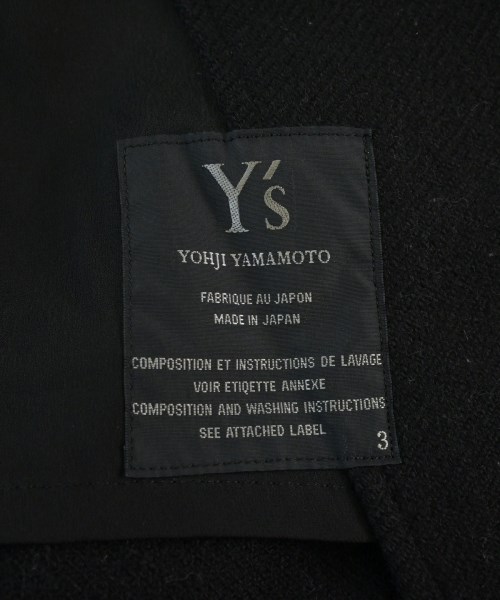 Y's
YOHJI YAMAMOTO
FABRIQUE AU JAPON
MADE IN JAPAN
COMPOSITION ET INSTRUCTIONS DE LAVAGE
VOIR ETIQETTE ANNEXE
COMPOSITION AND WASHING INSTRUCTIONS
SEE ATTACHED LABEL
3